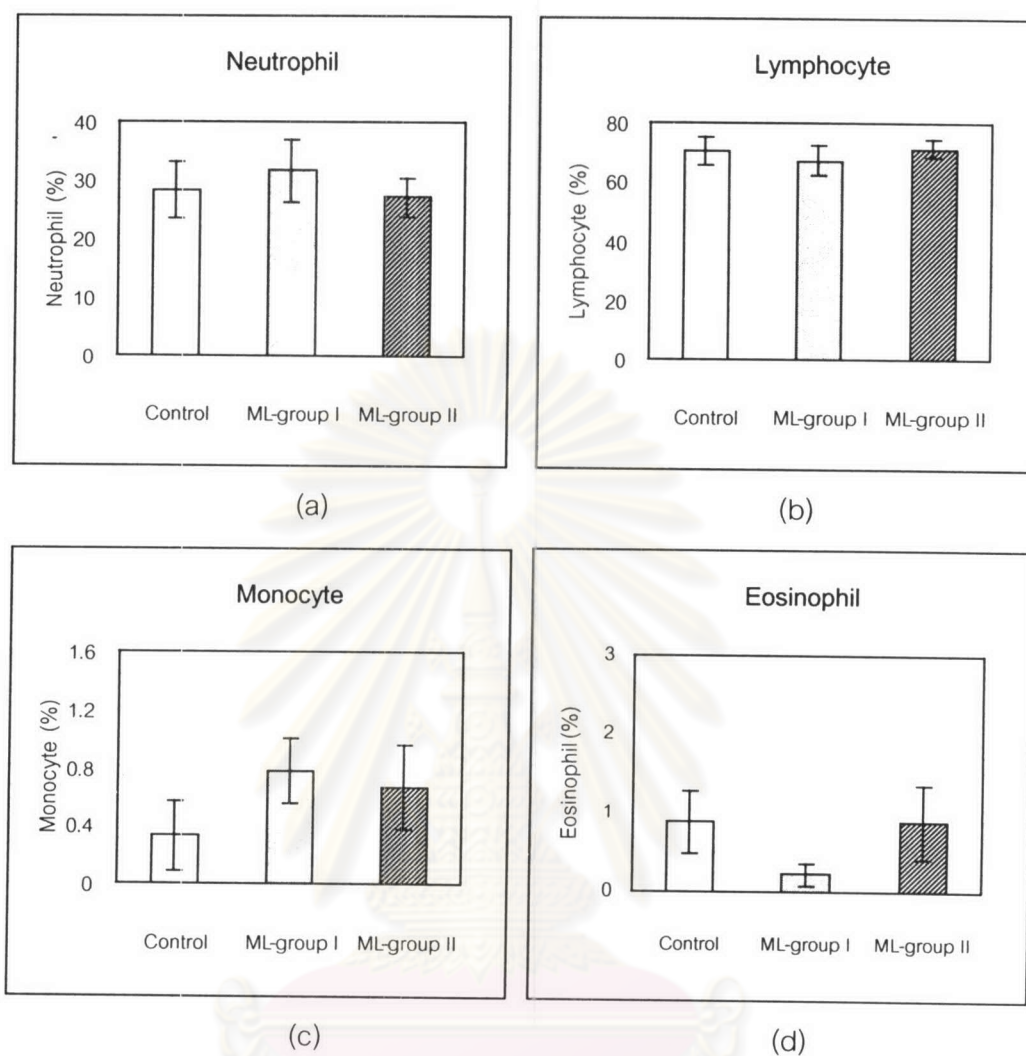 Neutrophil
Neutrophil (%)
40
30
20
10
0
Control ML-group I ML-group II
(a)
Lymphocyte
Lymphocyte (%)
80
60
40
20
0
Control ML-group I ML-group II
(b)
Monocyte
Monocyte (%)
1.6
1.2
0.8
0.4
0
Control ML-group I ML-group II
(c)
Eosinophil
Eosinophil (%)
3
2
1
0
Control ML-group I ML-group II
(d)